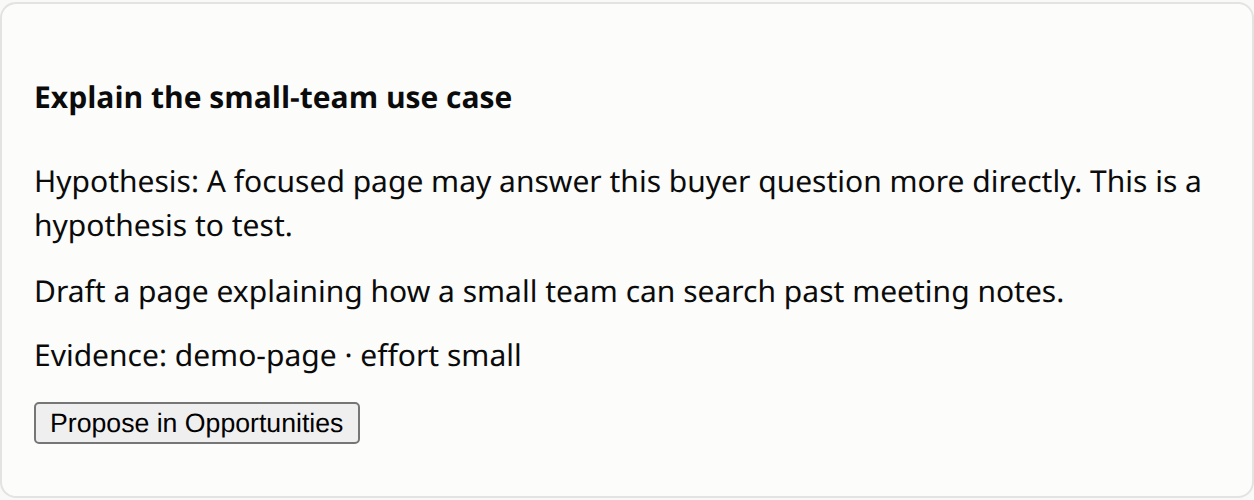 Explain the small-team use case
Hypothesis: A focused page may answer this buyer question more directly. This is a
hypothesis to test.
Draft a page explaining how a small team can search past meeting notes.
Evidence: demo-page · effort small
Propose in Opportunities